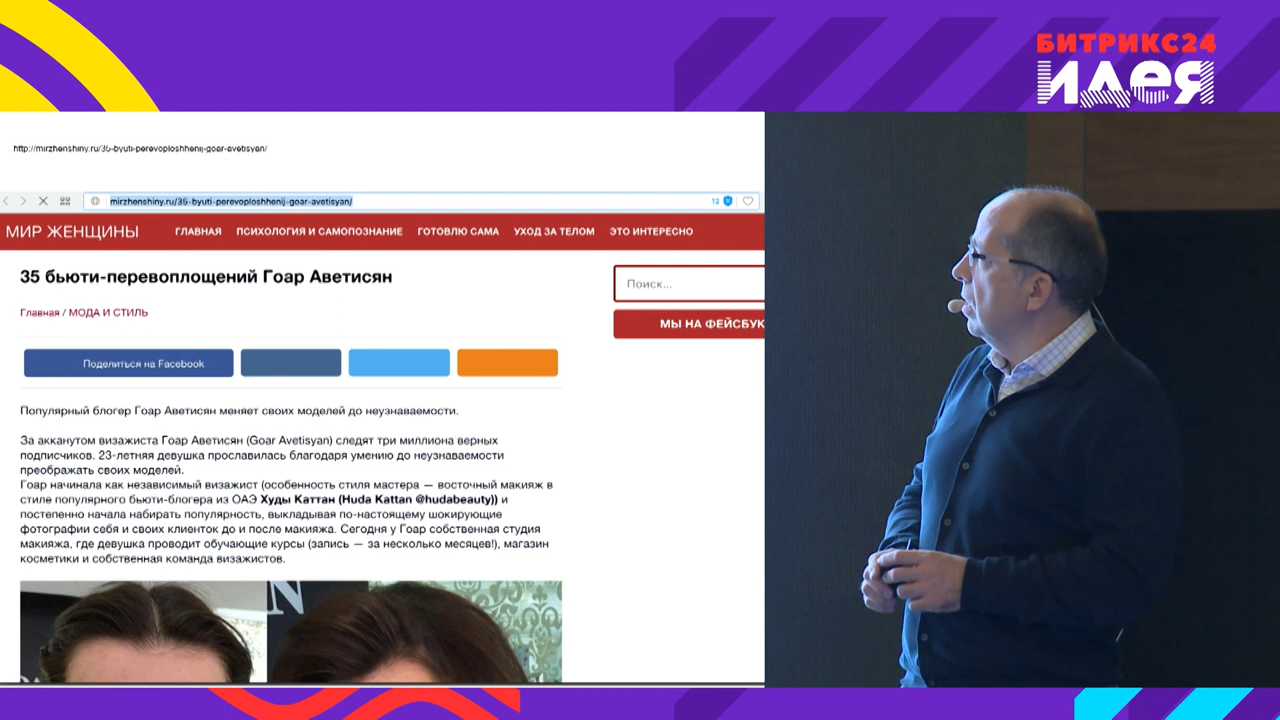 БИТРИКС24
идея
http://mirzhenshiny.ru/35-byuti-perevoploshhenij-goar-avetisyan/
mirzhenshiny.ru/35-byuti-perevoploshhenij-goar-avetisyan/
12
МИР ЖЕНЩИНЫ
ГЛАВНАЯ ПСИХОЛОГИЯ И САМОПОЗНАНИЕ ГОТОВЛЮ САМА УХОД ЗА ТЕЛОМ ЭТО ИНТЕРЕСНО
35 бьюти-перевоплощений Гоар Аветисян
Поиск...
Главная / МОДА И СТИЛЬ
МЫ НА ФЕЙСБУК
Поделиться на Facebook
Популярный блогер Гоар Аветисян меняет своих моделей до неузнаваемости.
За акканутом визажиста Гоар Аветисян (Goar Avetisyan) следят три миллиона верных
подписчиков. 23-летняя девушка прославилась благодаря умению до неузнаваемости
преображать своих моделей.
Гоар начинала как независимый визажист (особенность стиля мастера — восточный макияж в
стиле популярного бьюти-блогера из ОАЭ Худы Каттан (Huda Kattan @hudabeauty)) и
постепенно начала набирать популярность, выкладывая по-настоящему шокирующие
фотографии себя и своих клиенток до и после макияжа. Сегодня у Гоар собственная студия
макияжа, где девушка проводит обучающие курсы (запись — за несколько месяцев!), магазин
косметики и собственная команда визажистов.
N